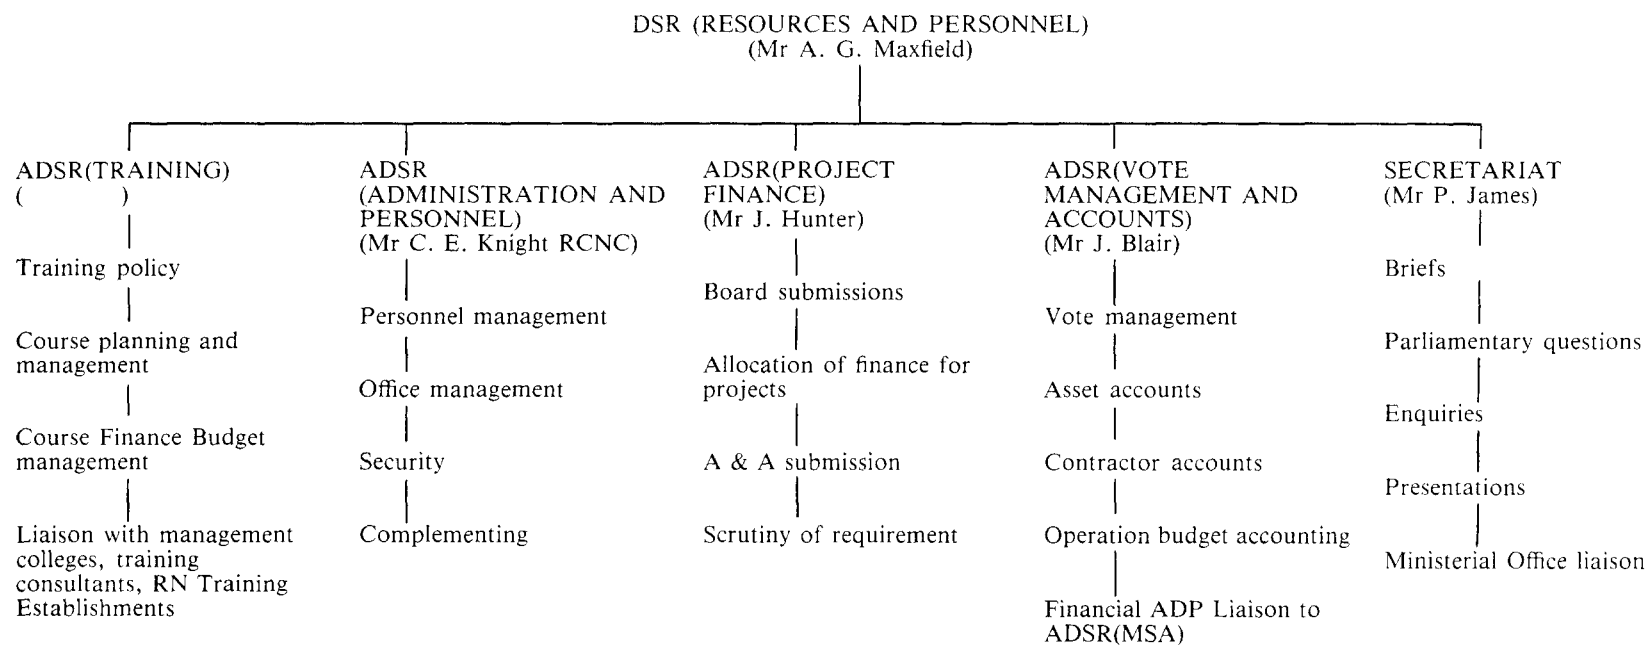 DSR (RESOURCES AND PERSONNEL)
(Mr A. G. Maxfield)
ADSR(TRAINING)
( )
Training policy
Course planning and
management
Course Finance Budget
management
Liaison with management
colleges, training
consultants, RN Training
Establishments
ADSR
(ADMINISTRATION AND
PERSONNEL)
(Mr C. E. Knight RCNC)
Personnel management
Office management
Security
Complementing
ADSR(PROJECT
FINANCE)
(Mr J. Hunter)
Board submissions
Allocation of finance for
projects
A & A submission
Scrutiny of requirement
ADSR(VOTE
MANAGEMENT AND
ACCOUNTS)
(Mr J. Blair)
Vote management
Asset accounts
Contractor accounts
Operation budget accounting
Financial ADP Liaison to
ADSR(MSA)
SECRETARIAT
(Mr P. James)
Briefs
Parliamentary questions
Enquiries
Presentations
Ministerial Office liaison